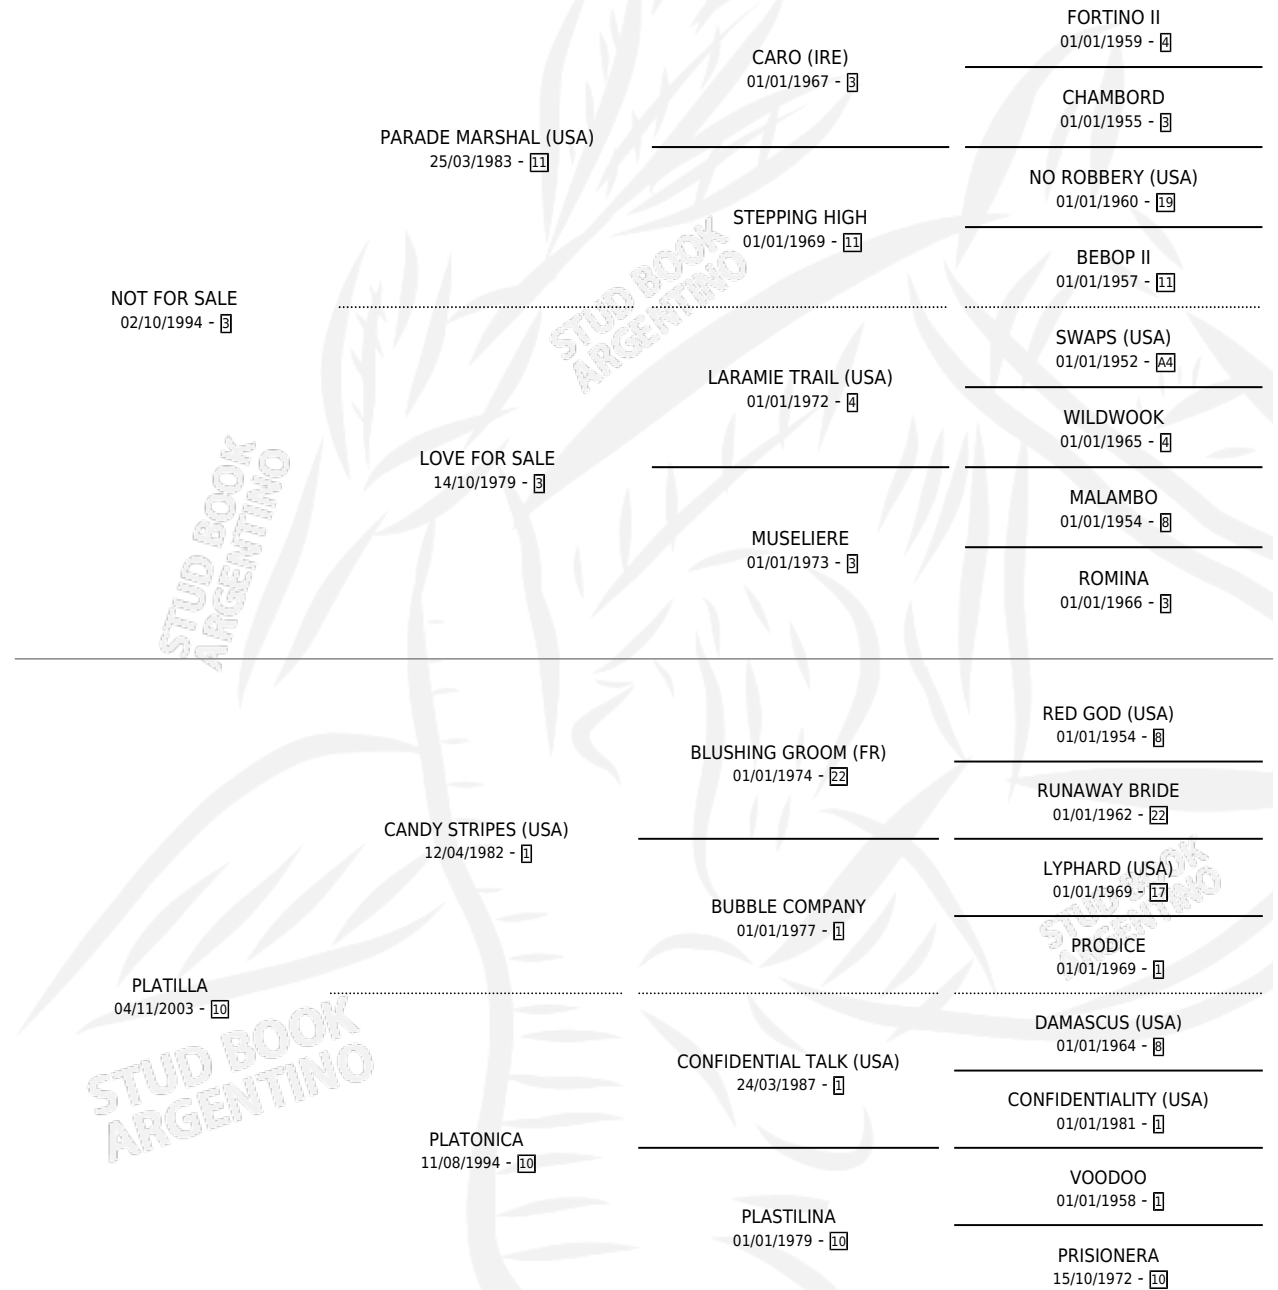 FORTINO II
01/01/1959 - 4
CARO (IRE)
01/01/1967 - 3
CHAMBORD
01/01/1955 - 3
PARADE MARSHAL (USA)
25/03/1983 - 11
NO ROBBERY (USA)
01/01/1960 - 19
STEPPING HIGH
01/01/1969 - 11
BEBOP II
01/01/1957 - 11
NOT FOR SALE
02/10/1994 - 3
SWAPS (USA)
01/01/1952 - A4
LARAMIE TRAIL (USA)
01/01/1972 - 4
WILDWOOK
01/01/1965 - 4
LOVE FOR SALE
14/10/1979 - 3
MALAMBO
01/01/1954 - 8
MUSELIERE
01/01/1973 - 3
ROMINA
01/01/1966 - 3
RED GOD (USA)
01/01/1954 - 8
BLUSHING GROOM (FR)
01/01/1974 - 22
RUNAWAY BRIDE
01/01/1962 - 22
CANDY STRIPES (USA)
12/04/1982 - 1
LYPHARD (USA)
01/01/1969 - 17
BUBBLE COMPANY
01/01/1977 - 1
PRODICE
01/01/1969 - 1
PLATILLA
04/11/2003 - 10
DAMASCUS (USA)
01/01/1964 - 8
CONFIDENTIAL TALK (USA)
24/03/1987 - 1
CONFIDENTIALITY (USA)
01/01/1981 - 1
PLATONICA
11/08/1994 - 10
VOODOO
01/01/1958 - 1
PLASTILINA
01/01/1979 - 10
PRISIONERA
15/10/1972 - 10
STUD BOOK
ARGENTINO
STUD BOOK
ARGENTINO
STUD BOOK
ARGENTINO
STUD BOOK
ARGENTINO